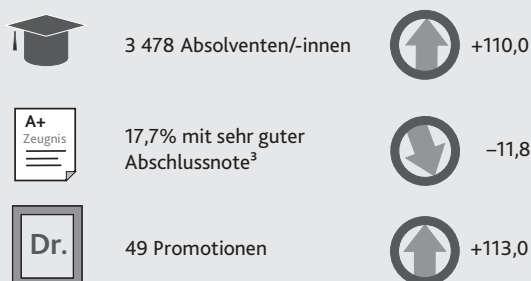 3 478 Absolventen/-innen
+110,0
A+
Zeugnis
17,7% mit sehr guter
Abschlussnote³
–11,8
Dr.
49 Promotionen
+113,0